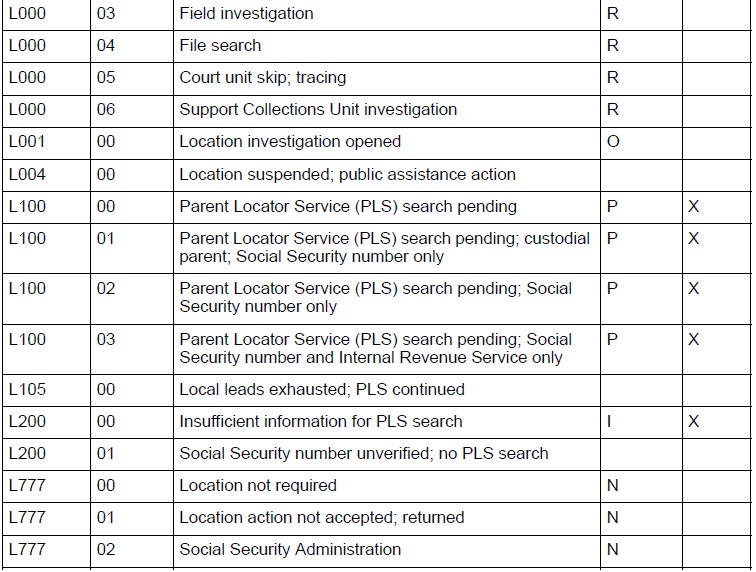 L000 03 Field investigation R
L000 04 File search R
L000 05 Court unit skip; tracing R
L000 06 Support Collections Unit investigation R
L001 00 Location investigation opened O
L004 00 Location suspended; public assistance action
L100 00 Parent Locator Service (PLS) search pending P X
L100 01 Parent Locator Service (PLS) search pending; custodial P X
parent; Social Security number only
L100 02 Parent Locator Service (PLS) search pending; Social P X
Security number only
L100 03 Parent Locator Service (PLS) search pending; Social P X
Security number and Internal Revenue Service only
L105 00 Local leads exhausted; PLS continued
L200 00 Insufficient information for PLS search I X
L200 01 Social Security number unverified; no PLS search
L777 00 Location not required N
L777 01 Location action not accepted; returned N
L777 02 Social Security Administration N